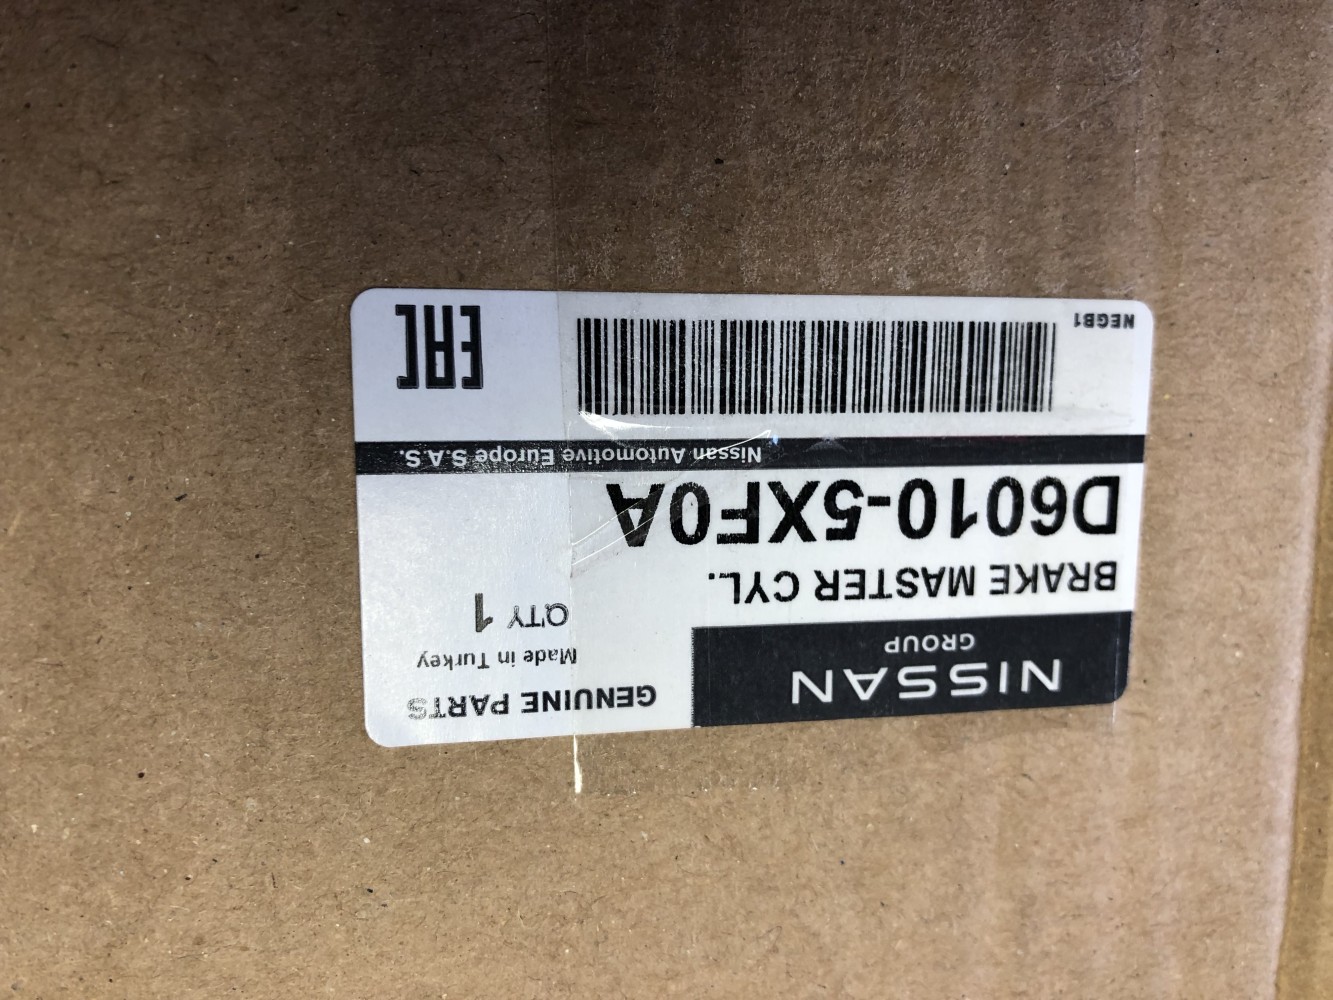 NISSAN
GROUP
GENUINE PARTS
Made in Turkey
BRAKE MASTER CYL.
QTY 1
D6010-5XF0A
Nissan Automotive Europe S.A.S.
NEGB1
EAC